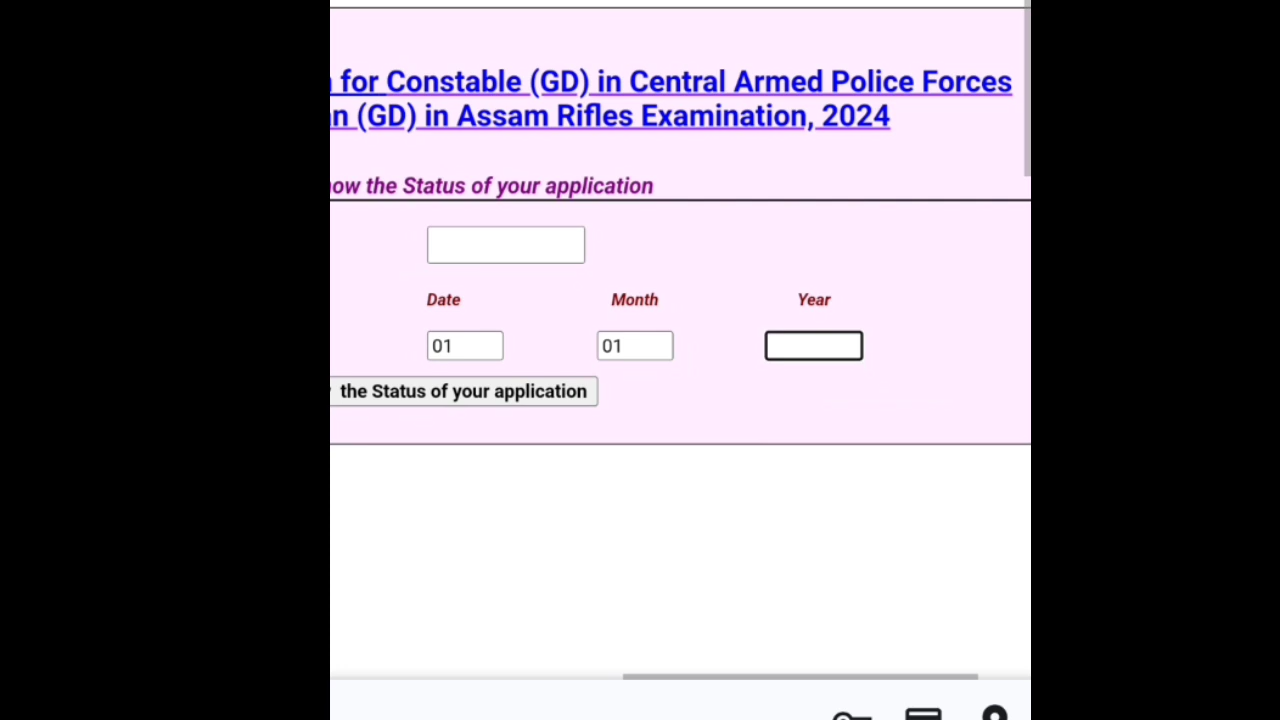 for Constable (GD) in Central Armed Police Forces
(GD) in Assam Rifles Examination, 2024
the Status of your application
Date Month Year
01 01
the Status of your application